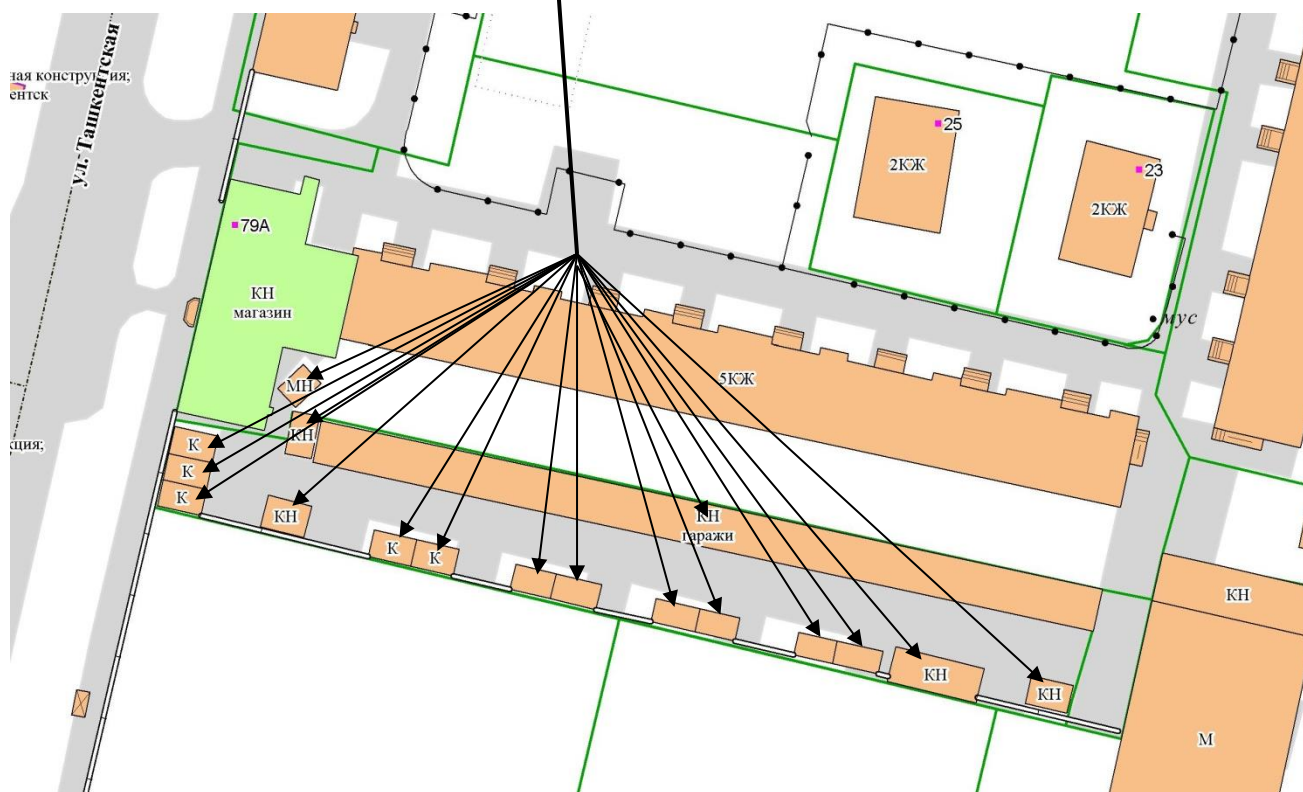 ная конструкция;
ентск
ул. Ташкентская
25
2КЖ
23
2КЖ
79А
КН
магазин
мус
МН
5КЖ
КН
ция;
К
К
К
КН
К
К
КН
гаражи
КН
КН
КН
М